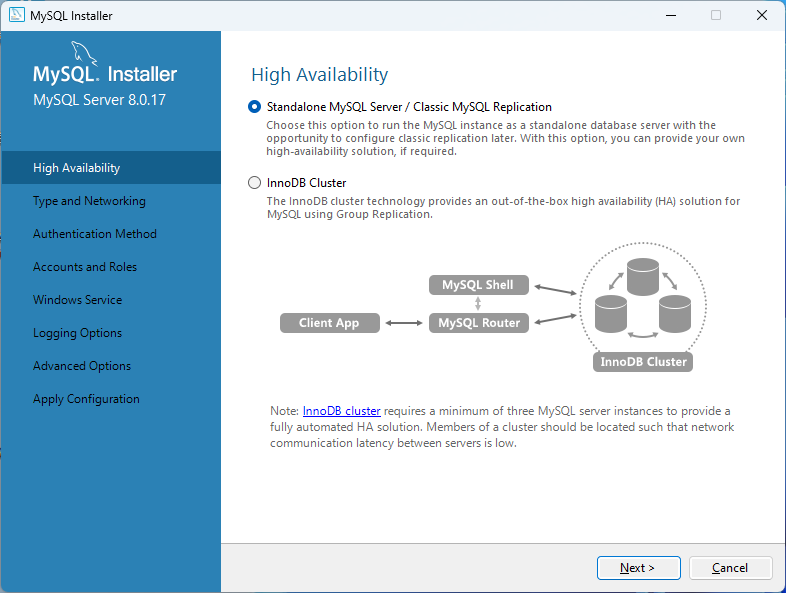 MySQL Installer
MySQL® Installer
MySQL Server 8.0.17
High Availability
Type and Networking
Authentication Method
Accounts and Roles
Windows Service
Logging Options
Advanced Options
Apply Configuration
High Availability
Standalone MySQL Server / Classic MySQL Replication
Choose this option to run the MySQL instance as a standalone database server with the
opportunity to configure classic replication later. With this option, you can provide your own
high-availability solution, if required.
InnoDB Cluster
The InnoDB cluster technology provides an out-of-the-box high availability (HA) solution for
MySQL using Group Replication.
MySQL Shell
Client App
MySQL Router
InnoDB Cluster
Note: InnoDB cluster requires a minimum of three MySQL server instances to provide a
fully automated HA solution. Members of a cluster should be located such that network
communication latency between servers is low.
Next >
Cancel